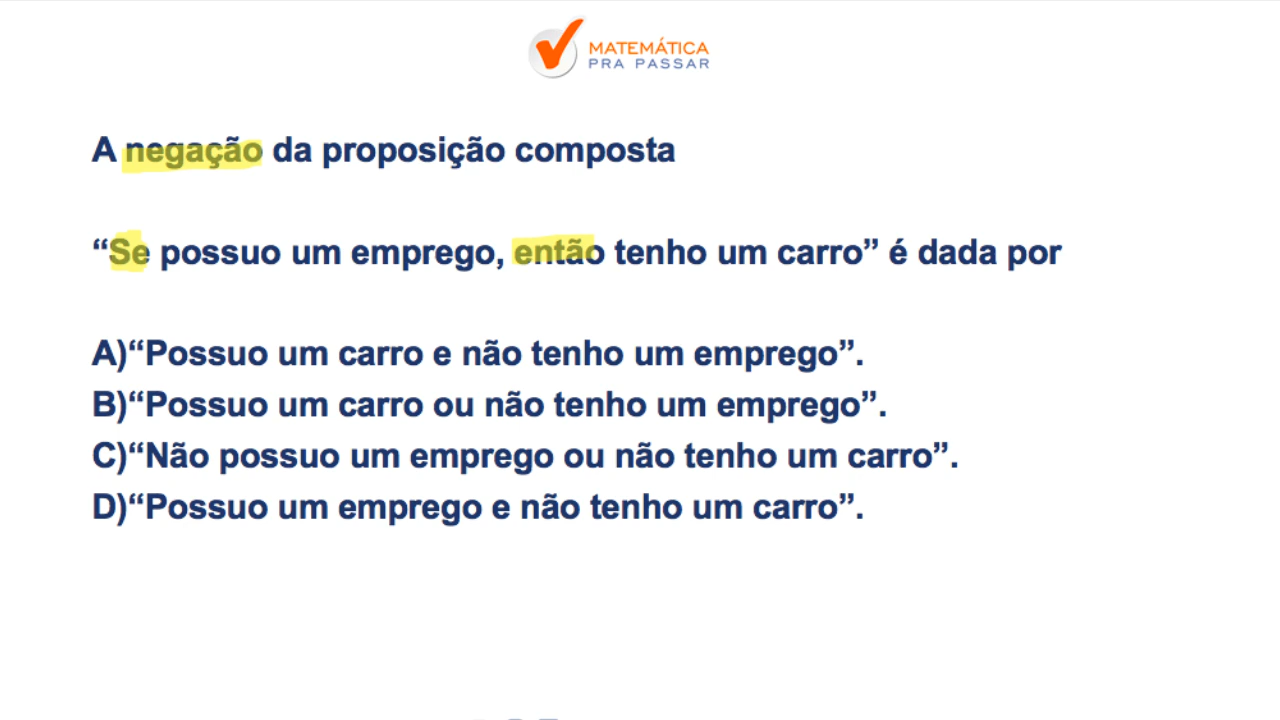 MATEMÁTICA
PRA PASSAR
A negação da proposição composta
“Se possuo um emprego, então tenho um carro” é dada por
A)“Possuo um carro e não tenho um emprego”.
B)“Possuo um carro ou não tenho um emprego”.
C)“Não possuo um emprego ou não tenho um carro”.
D)“Possuo um emprego e não tenho um carro”.